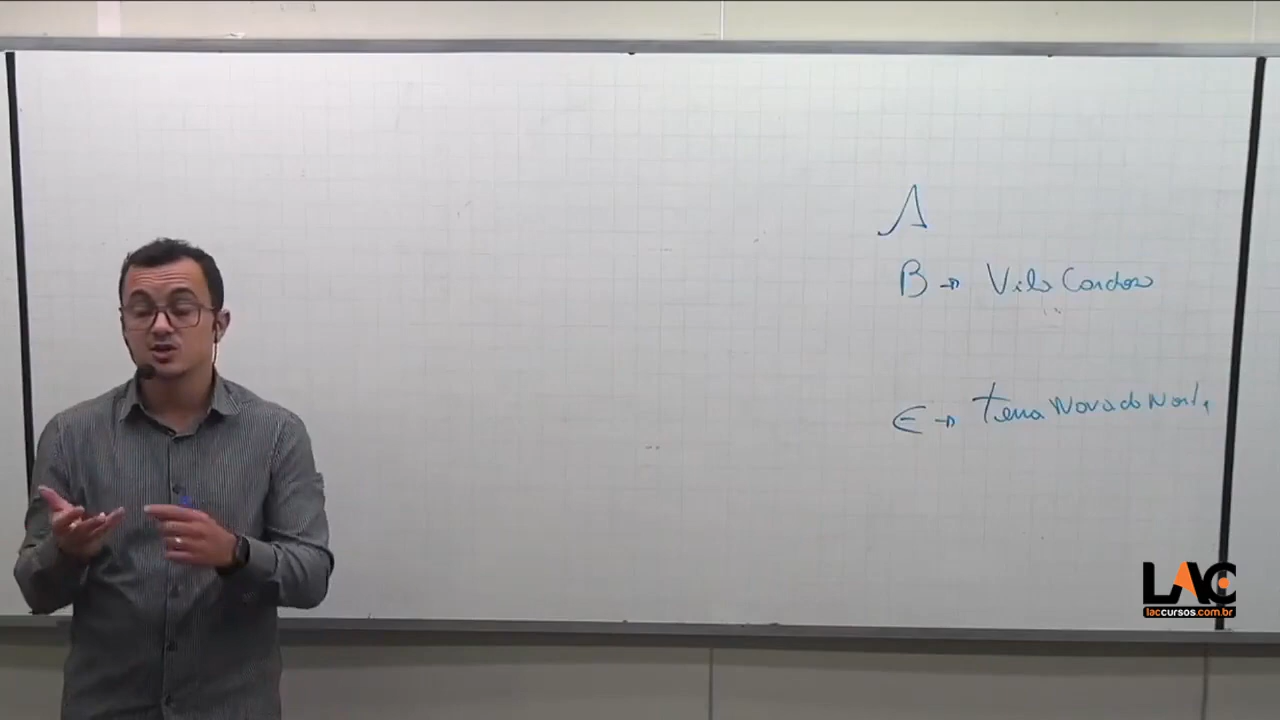 A
B → Vila Cardoso
E → Terra Nova do Norte
LAC
laccursos.com.br